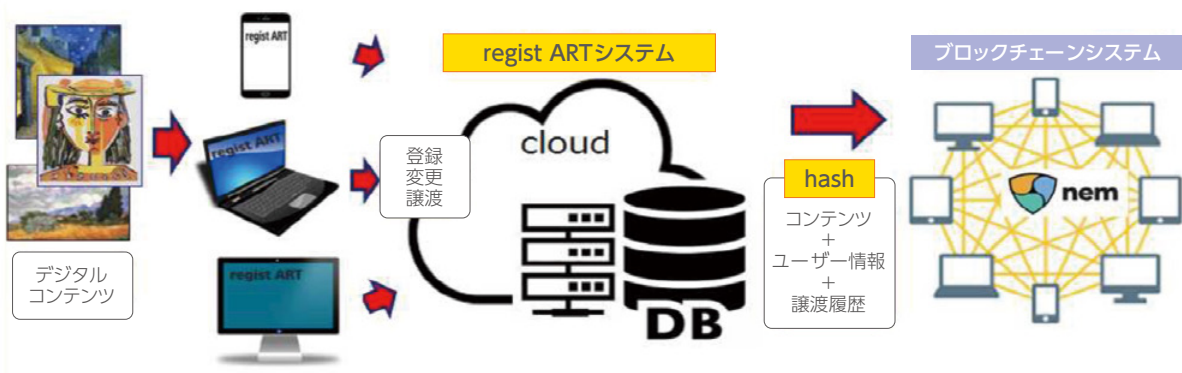 デジタル
コンテンツ
regist ART
regist ART
regist ART
登録
変更
譲渡
regist ARTシステム
cloud
DB
hash
コンテンツ
+
ユーザー情報
+
譲渡履歴
ブロックチェーンシステム
nem